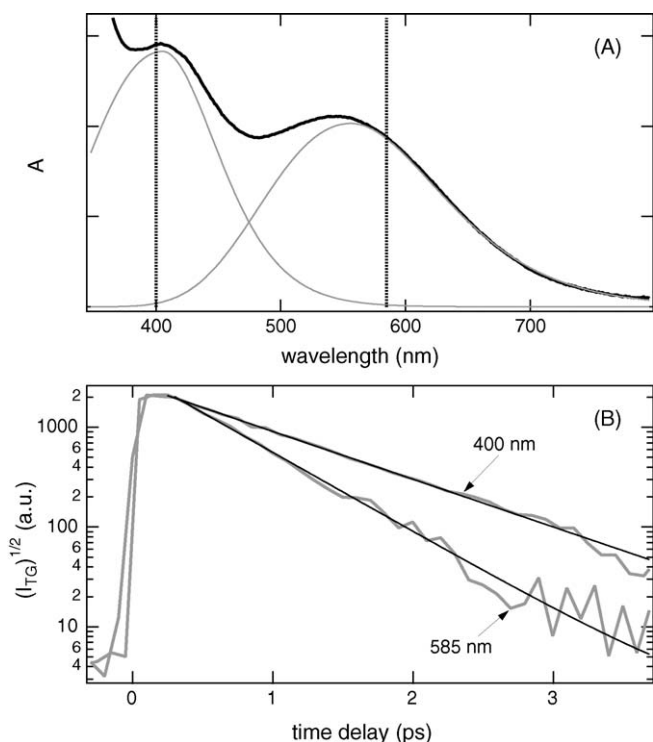 (A)
A
400 500 600 700
wavelength (nm)
(B)
2
1000
6
4
2
100
6
4
2
10
6
4
400 nm
585 nm
(I_TG)^1/2 (a.u.)
0 1 2 3
time delay (ps)